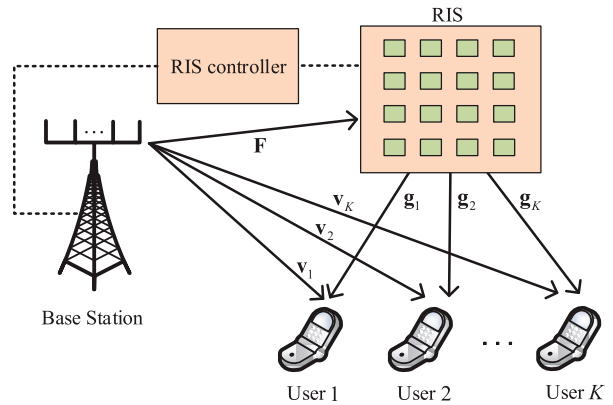 RIS
RIS controller
...
F
v_K
g_1
g_2
g_K
v_2
v_1
Base Station
...
User 1
User 2
User K